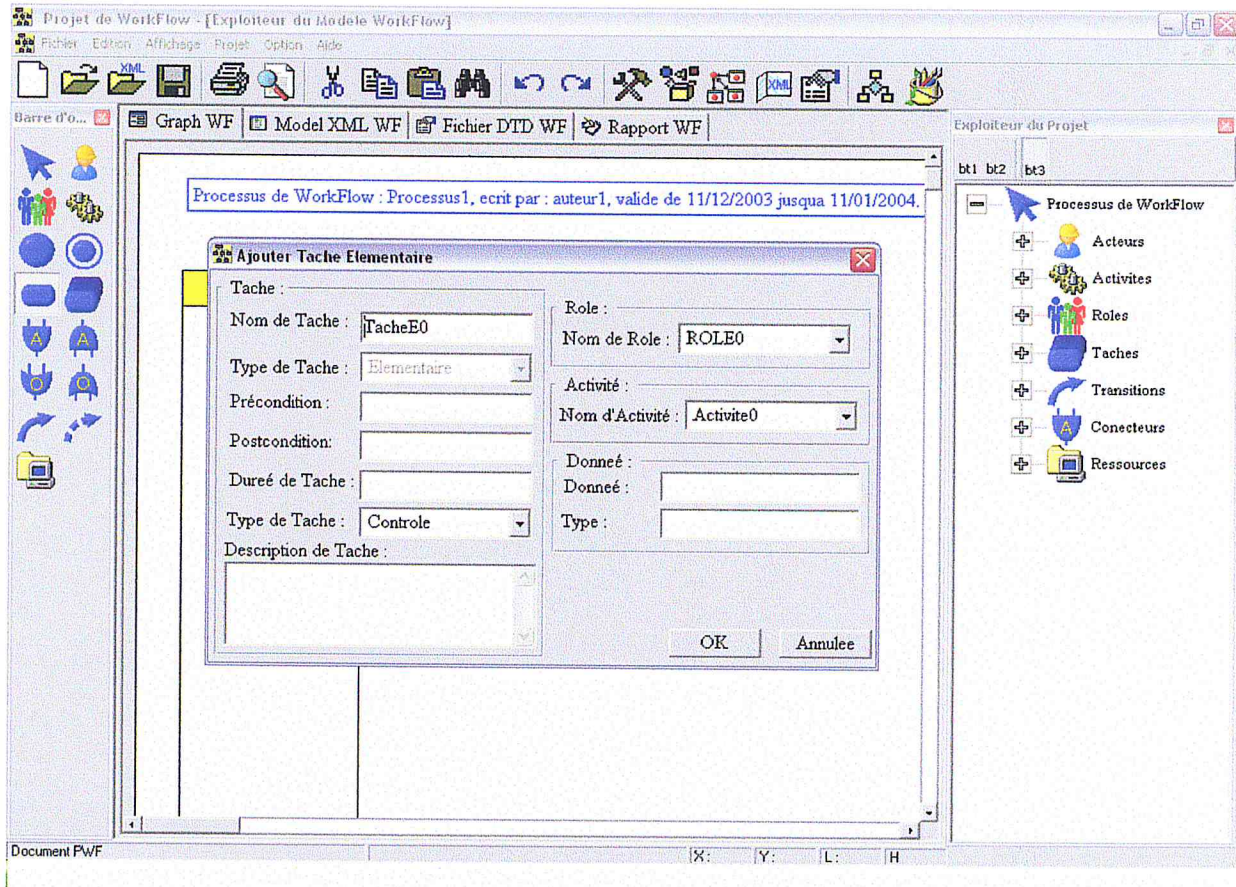 Projet de WorkFlow - [Exploiteur du Modele WorkFlow]
Fichier Edition Affichage Projet Option Aide
XML
XML
Barre d'o...
Graph WF
Model XML WF
Fichier DTD WF
Rapport WF
A
A
O
O
Processus de WorkFlow : Processus1, ecrit par : auteur1, valide de 11/12/2003 jusqua 11/01/2004.
Ajouter Tache Elementaire
Tache :
Nom de Tache : TacheE0
Type de Tache : Elementaire
Précondition :
Postcondition:
Dureé de Tache :
Type de Tache : Controle
Description de Tache :
Role :
Nom de Role : ROLE0
Activité :
Nom d'Activité : Activite0
Donneé :
Donneé :
Type :
OK Annulee
Exploiteur du Projet
bt1 bt2 bt3
Processus de WorkFlow
Acteurs
Activites
Roles
Taches
Transitions
A Conecteurs
Ressources
Document PWF
X: Y: L: H